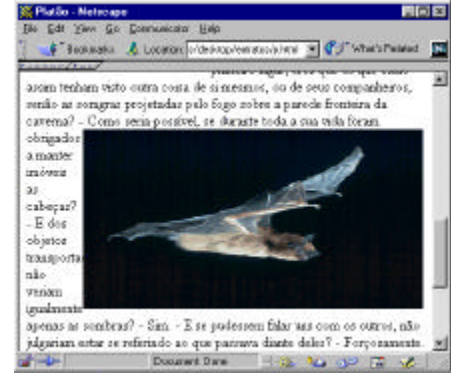 Platão - Netscape
File Edit View Go Communicator Help
Bookmarks Location: What's Related
assim tenham visto outra coisa de si mesmos, ou de seus companheiros,
senão as sombras projetadas pelo fogo sobre a parede fronteira da
caverna? - Como seria possível, se durante toda a sua vida foram
obrigados
a manter
imóveis
as
cabeças?
- E dos
objetos
transporta
não
veriam
igualmente
apenas as sombras? - Sim. - E se pudessem falar uns com os outros, não
julgariam estar se referindo ao que passava diante deles? - Forçosamente.
Document Done